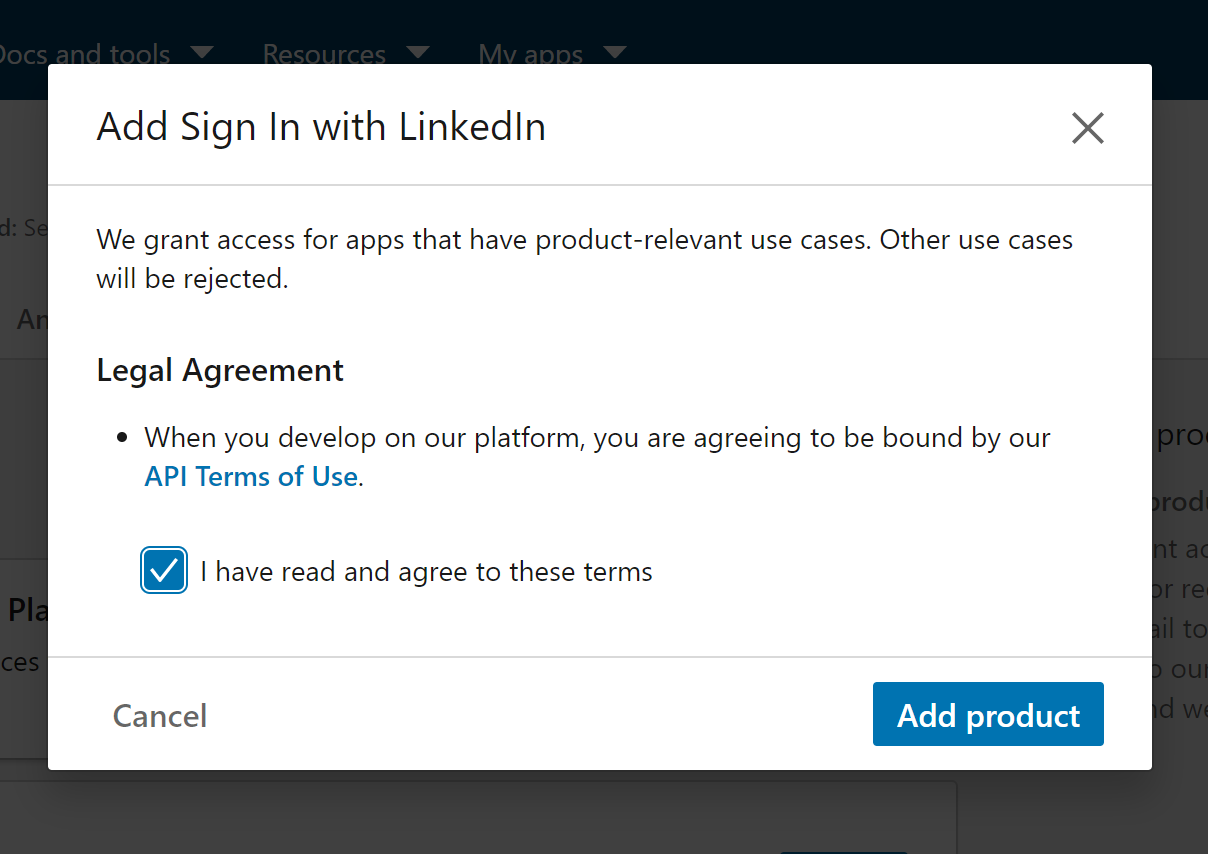 Docs and tools Resources My apps
Add Sign In with LinkedIn
We grant access for apps that have product-relevant use cases. Other use cases
will be rejected.
Legal Agreement
When you develop on our platform, you are agreeing to be bound by our
API Terms of Use.
I have read and agree to these terms
Cancel
Add product